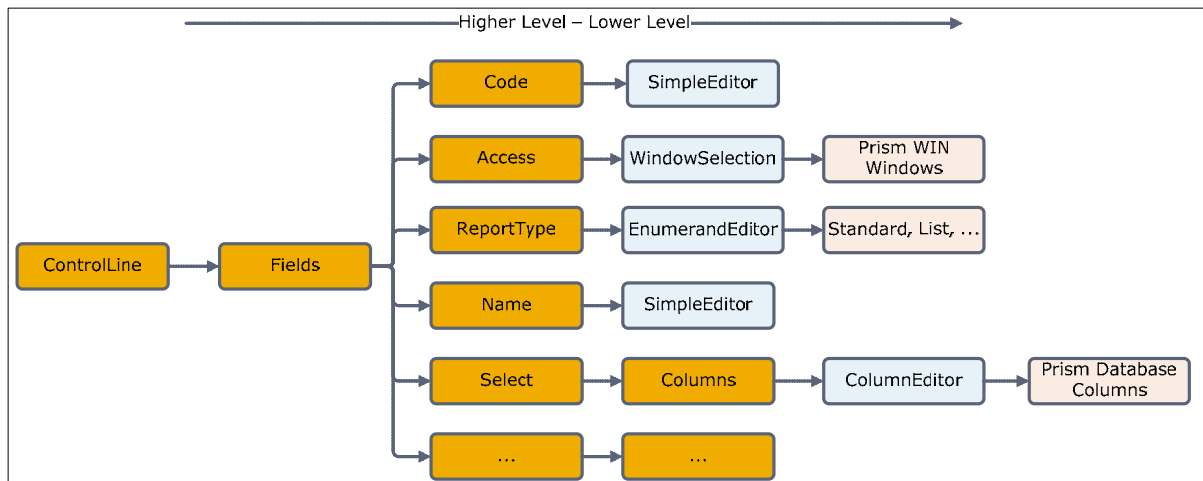 Higher Level – Lower Level
Code
SimpleEditor
Access
WindowSelection
Prism WIN
Windows
ReportType
EnumerandEditor
Standard, List, ...
ControlLine
Fields
Name
SimpleEditor
Select
Columns
ColumnEditor
Prism Database
Columns
...
...